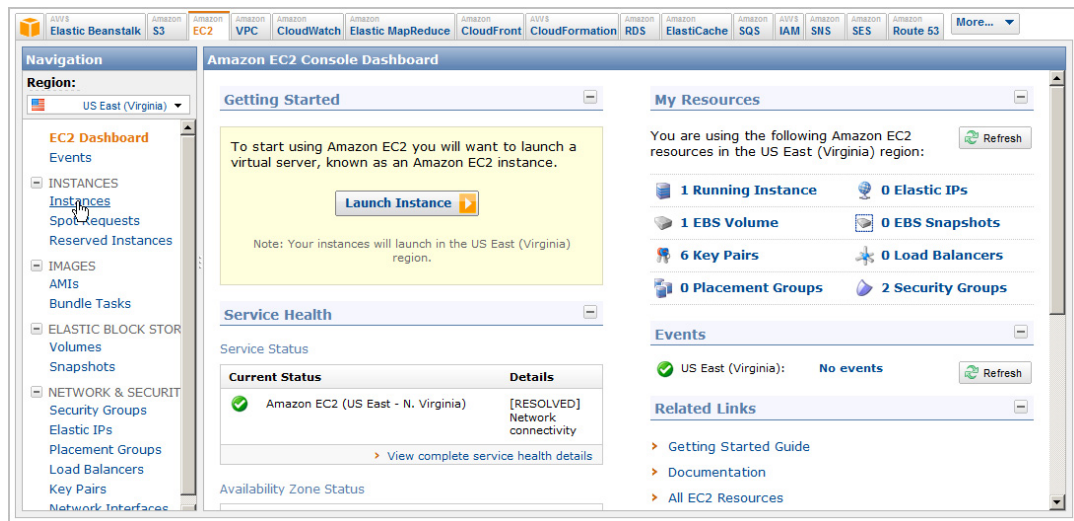 AWS Elastic Beanstalk
Amazon S3
Amazon EC2
Amazon VPC
Amazon CloudWatch
Amazon Elastic MapReduce
Amazon CloudFront
AWS CloudFormation
Amazon RDS
Amazon ElastiCache
Amazon SQS
AWS IAM
Amazon SNS
Amazon SES
Amazon Route 53
More...
Navigation
Region:
US East (Virginia)
EC2 Dashboard
Events
INSTANCES
Instances
Spot Requests
Reserved Instances
IMAGES
AMIs
Bundle Tasks
ELASTIC BLOCK STOR
Volumes
Snapshots
NETWORK & SECURIT
Security Groups
Elastic IPs
Placement Groups
Load Balancers
Key Pairs
Network Interfaces
Amazon EC2 Console Dashboard
Getting Started
To start using Amazon EC2 you will want to launch a
virtual server, known as an Amazon EC2 instance.
Launch Instance
Note: Your instances will launch in the US East (Virginia)
region.
Service Health
Service Status
Current Status Details
Amazon EC2 (US East - N. Virginia) [RESOLVED]
Network
connectivity
View complete service health details
Availability Zone Status
My Resources
You are using the following Amazon EC2
resources in the US East (Virginia) region:
Refresh
1 Running Instance 0 Elastic IPs
1 EBS Volume 0 EBS Snapshots
6 Key Pairs 0 Load Balancers
0 Placement Groups 2 Security Groups
Events
US East (Virginia): No events Refresh
Related Links
Getting Started Guide
Documentation
All EC2 Resources